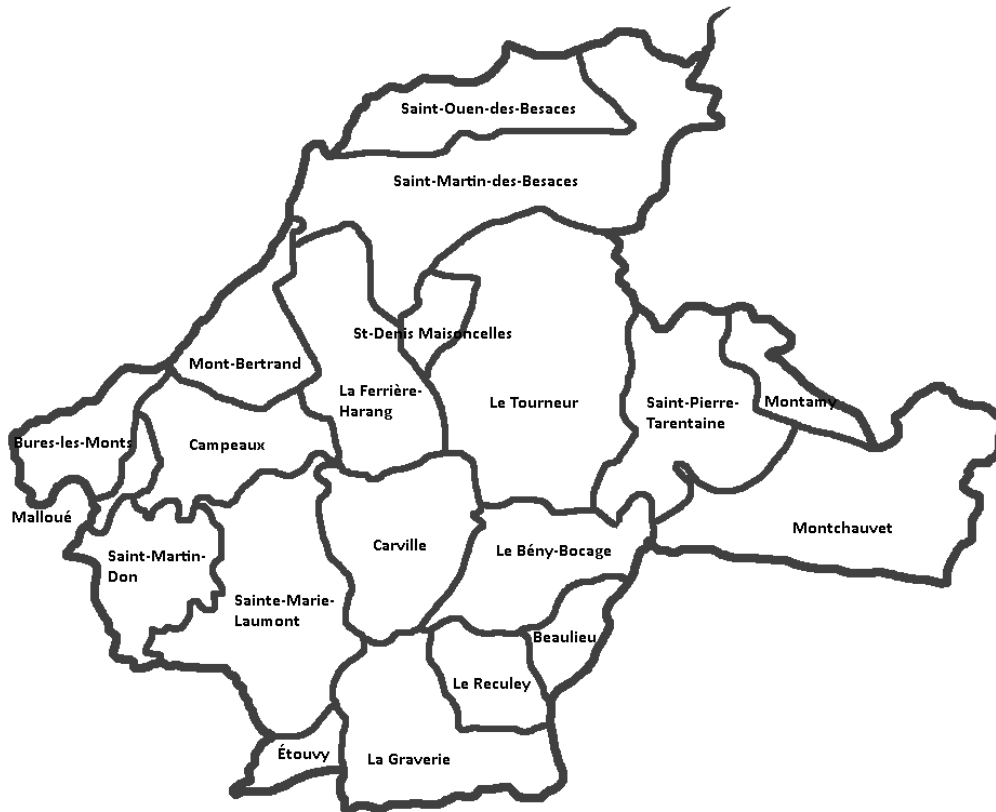 Saint-Ouen-des-Besaces
Saint-Martin-des-Besaces
St-Denis Maisoncelles
Mont-Bertrand
La Ferrière-
Harang
Le Tourneur
Saint-Pierre-
Tarentaine
Montamy
Bures-les-Monts
Campeaux
Malloué
Montchauvet
Saint-Martin-
Don
Carville
Le Bény-Bocage
Sainte-Marie-
Laumont
Beaulieu
Le Reculey
Étouvy
La Graverie